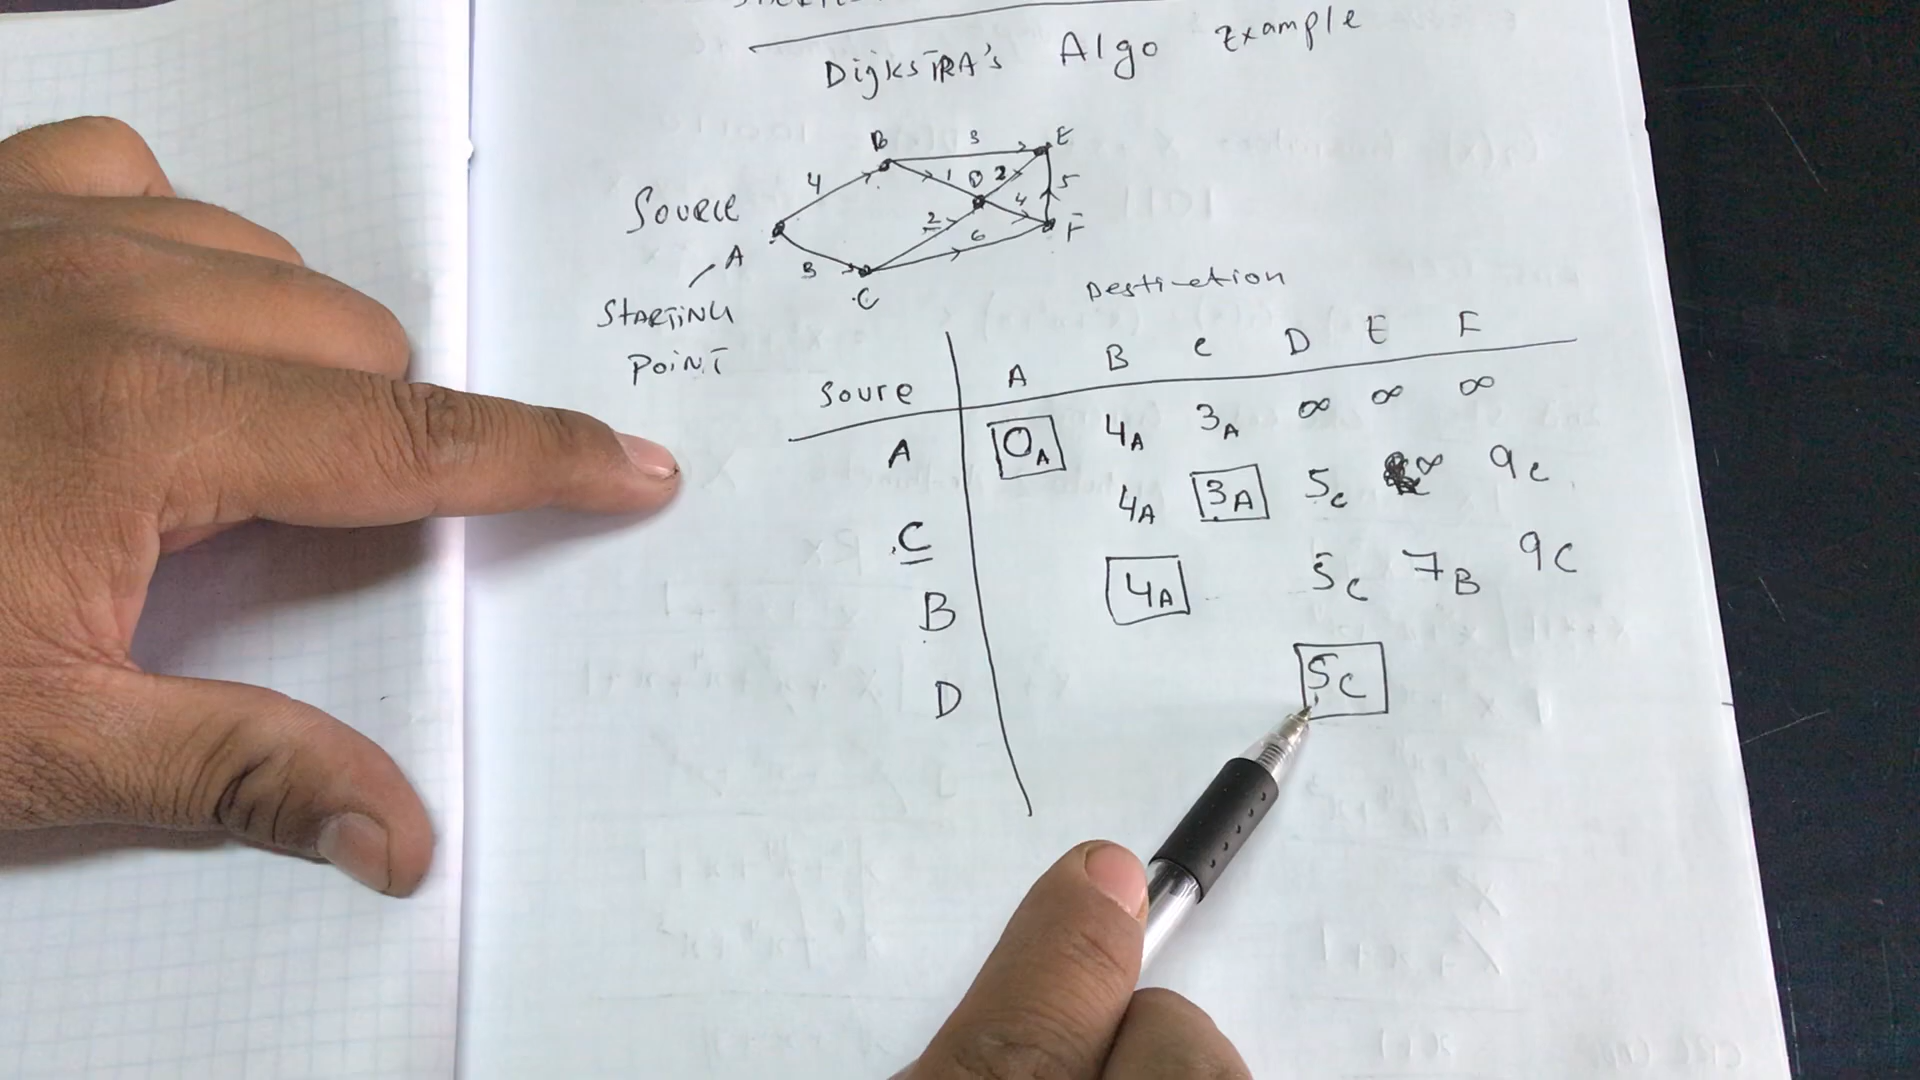 DijksTRA's Algo Example
B 3 E
4 1 D 2 5
Source 2 4
A 3 6 F
C
STARTING
POINT
Destinetion
Soure A B C D E F
A 0A 4A 3A ∞ ∞ ∞
C 4A 3A 5C ∞ 9C
B 4A 5C 7B 9C
D 5C